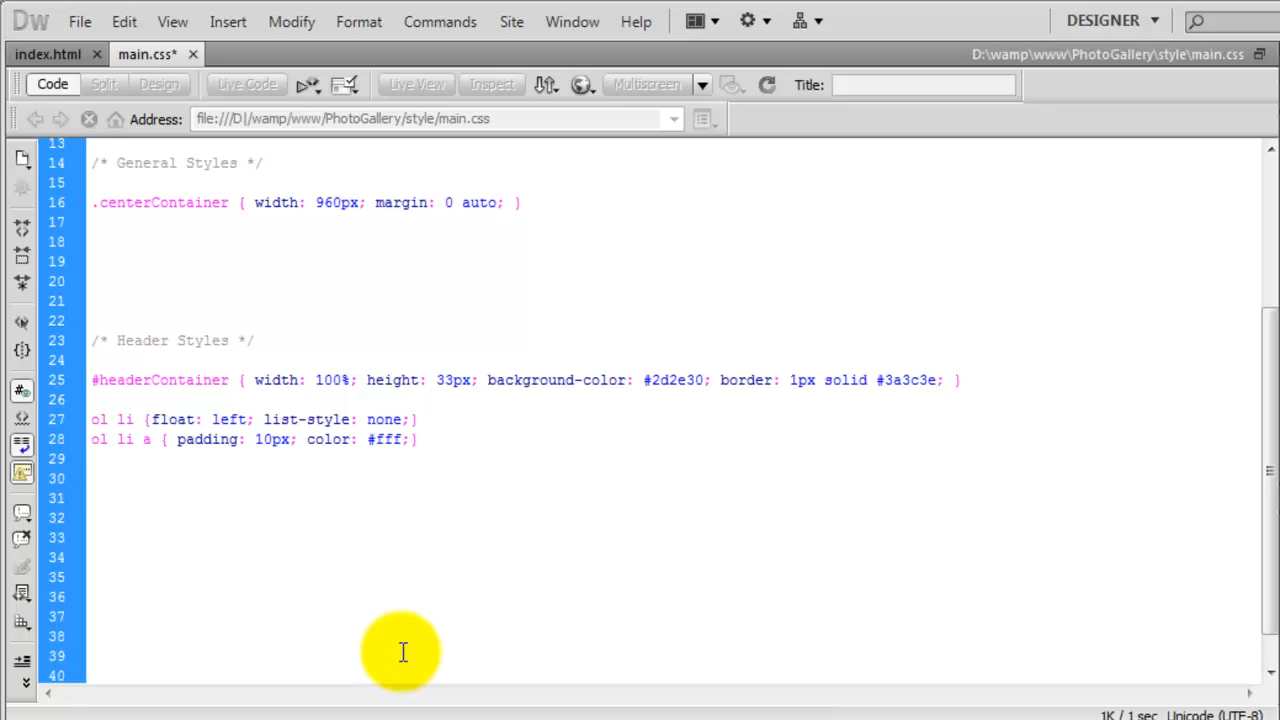 Dw File Edit View Insert Modify Format Commands Site Window Help DESIGNER
index.html main.css* D:\wamp\www\PhotoGallery\style\main.css
Code Split Design Live Code Live View Inspect Multiscreen Title:
Address: file:///D|/wamp/www/PhotoGallery/style/main.css
13
14 /* General Styles */
15
16 .centerContainer { width: 960px; margin: 0 auto; }
17
18
19
20
21
22
23 /* Header Styles */
24
25 #headerContainer { width: 100%; height: 33px; background-color: #2d2e30; border: 1px solid #3a3c3e; }
26
27 ol li {float: left; list-style: none;}
28 ol li a { padding: 10px; color: #fff;}
29
30
31
32
33
34
35
36
37
38
39
40
1K / 1 sec Unicode (UTF-8)